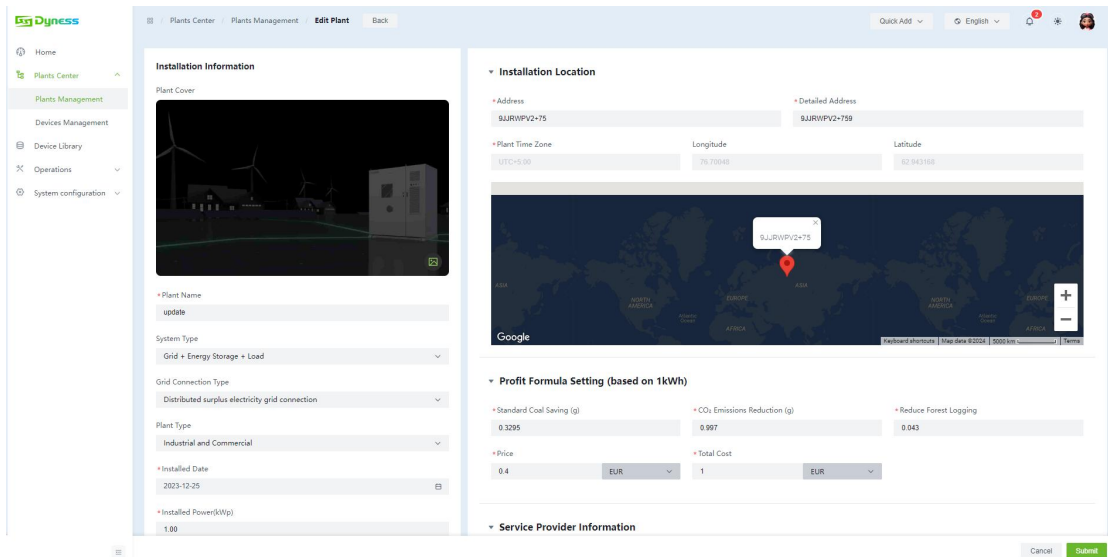 Dyness
Plants Center / Plants Management / Edit Plant Back
Quick Add English 2
Home
Plants Center
Plants Management
Devices Management
Device Library
Operations
System configuration
Installation Information
Plant Cover
*Plant Name
update
System Type
Grid + Energy Storage + Load
Grid Connection Type
Distributed surplus electricity grid connection
Plant Type
Industrial and Commercial
*Installed Date
2023-12-25
*Installed Power(kWp)
1.00
Installation Location
*Address *Detailed Address
9JJRWPV2+75 9JJRWPV2+759
*Plant Time Zone Longitude Latitude
UTC+5:00 76.70048 62.943168
9JJRWPV2+75
ASIA NORTH AMERICA EUROPE Atlantic Ocean AFRICA ASIA NORTH AMERICA Atlantic Ocean EUROPE AFRICA
Google
Keyboard shortcuts Map data ©2024 5000 km Terms
Profit Formula Setting (based on 1kWh)
*Standard Coal Saving (g) *CO₂ Emissions Reduction (g) *Reduce Forest Logging
0.3295 0.997 0.043
*Price *Total Cost
0.4 EUR 1 EUR
Service Provider Information
Cancel Submit